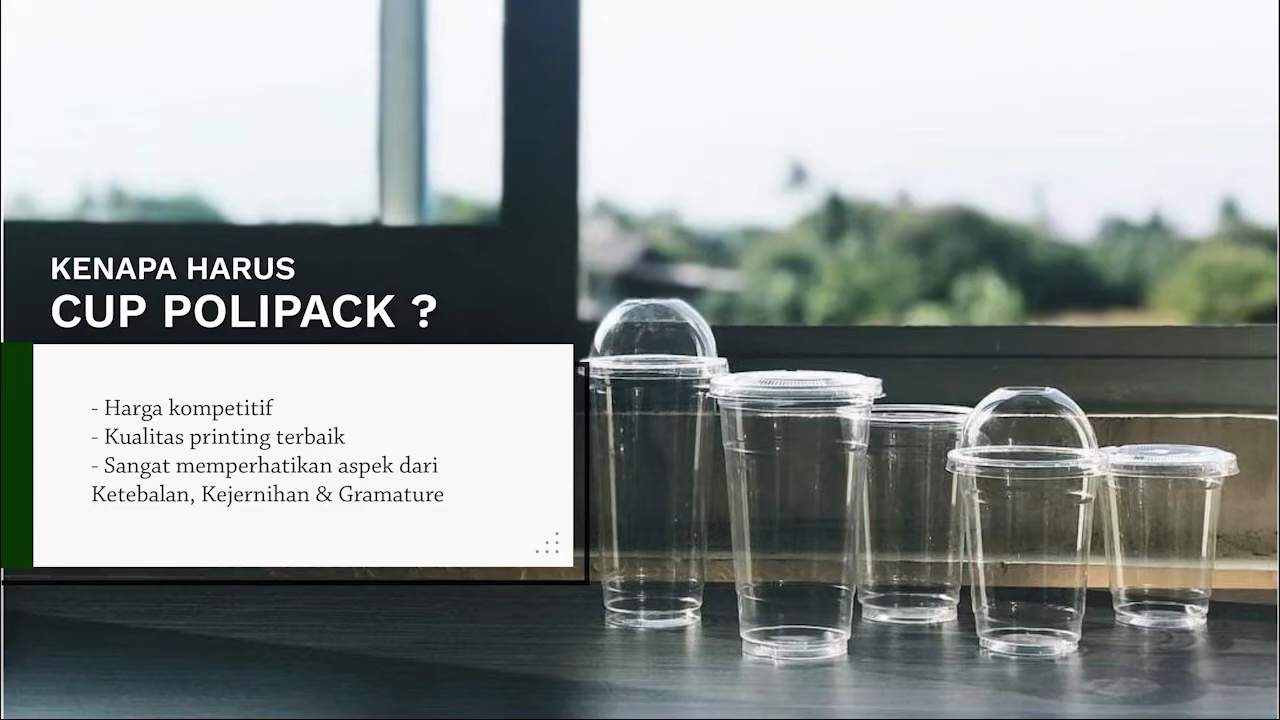 KENAPA HARUS
CUP POLIPACK ?
- Harga kompetitif
- Kualitas printing terbaik
- Sangat memperhatikan aspek dari
Ketebalan, Kejernihan & Gramature